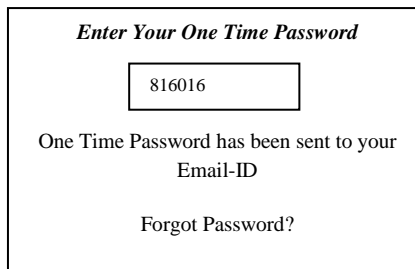 Enter Your One Time Password
816016
One Time Password has been sent to your
Email-ID
Forgot Password?